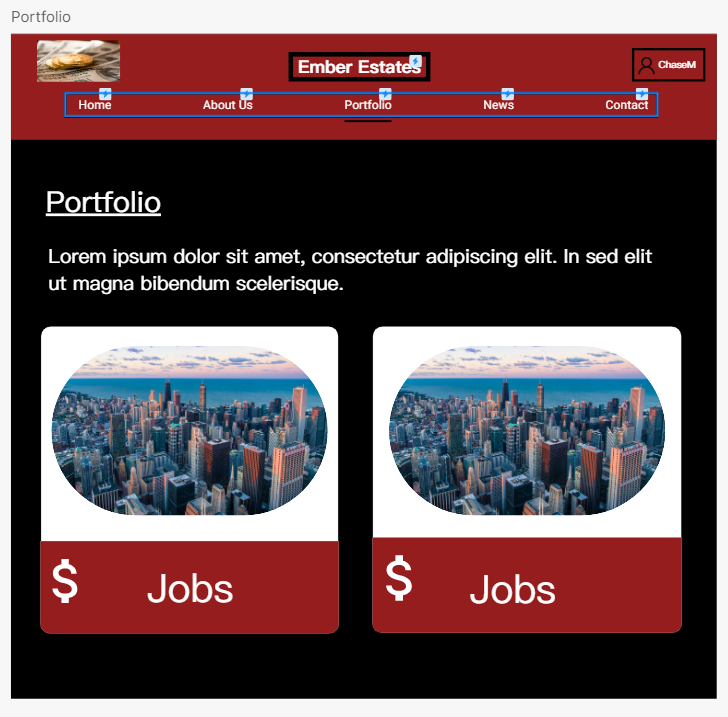 Portfolio
Ember Estates
ChaseM
Home About Us Portfolio News Contact
Portfolio
Lorem ipsum dolor sit amet, consectetur adipiscing elit. In sed elit
ut magna bibendum scelerisque.
$ Jobs
$ Jobs